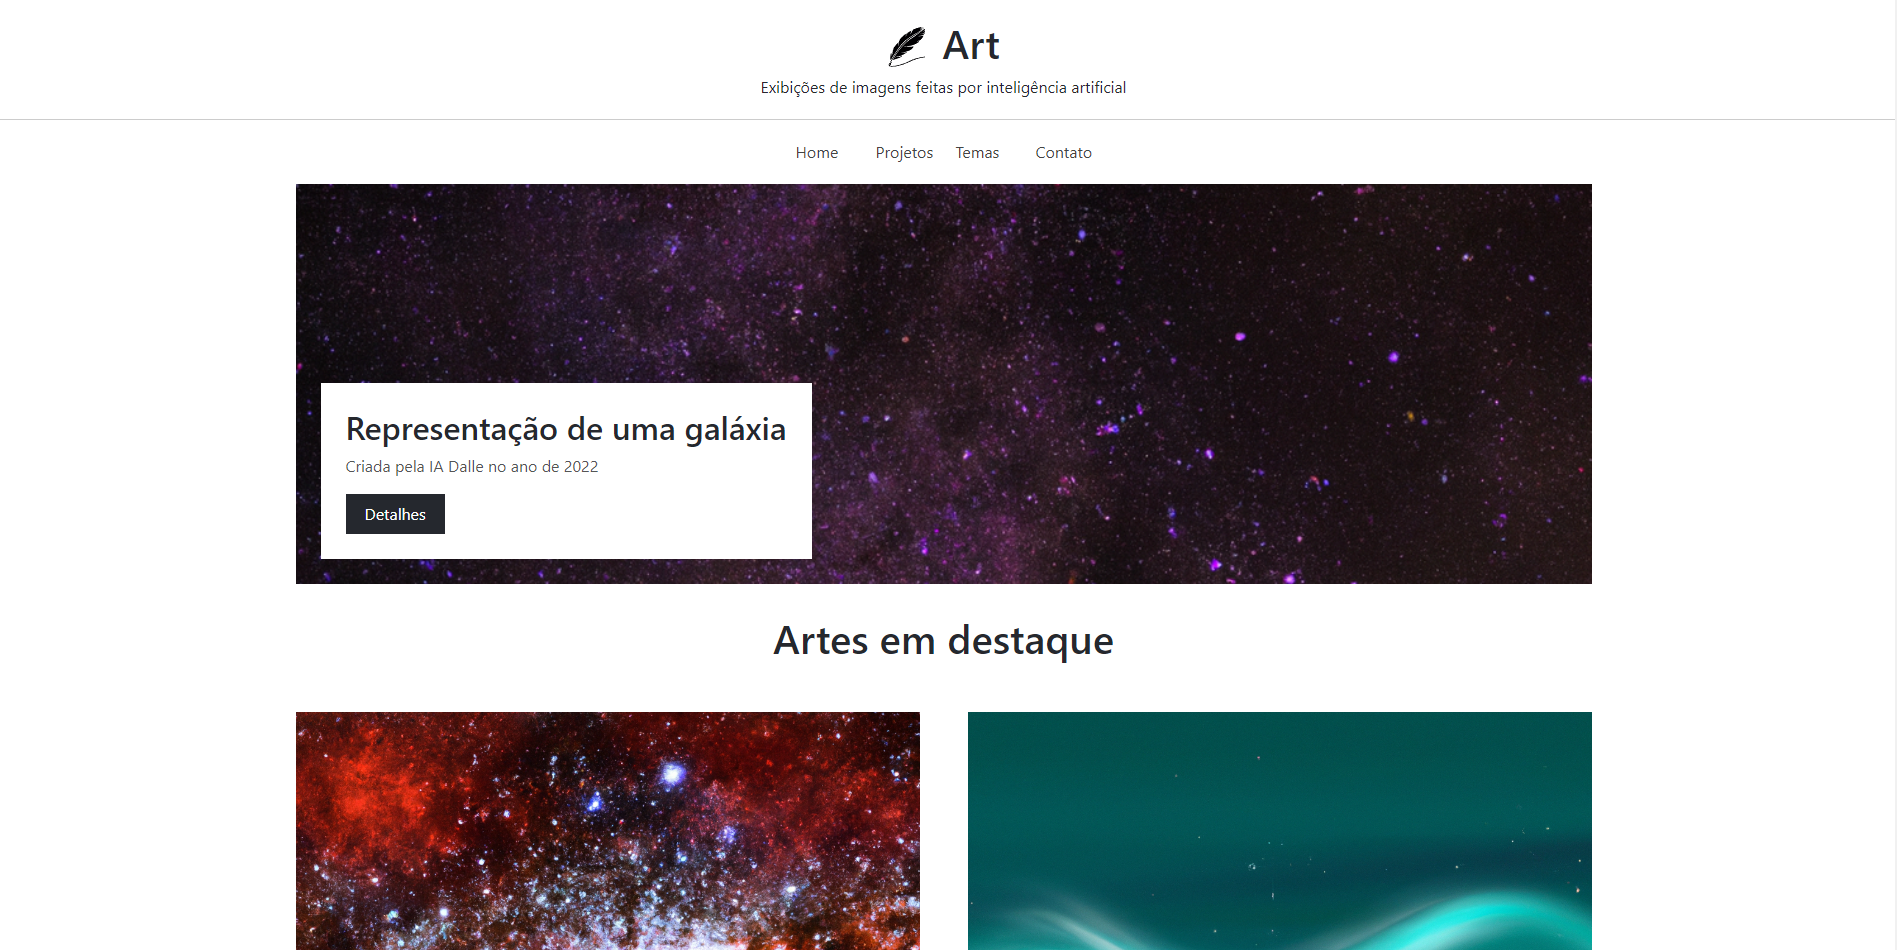 Art
Exibições de imagens feitas por inteligência artificial
Home Projetos Temas Contato
Representação de uma galáxia
Criada pela IA Dalle no ano de 2022
Detalhes
Artes em destaque